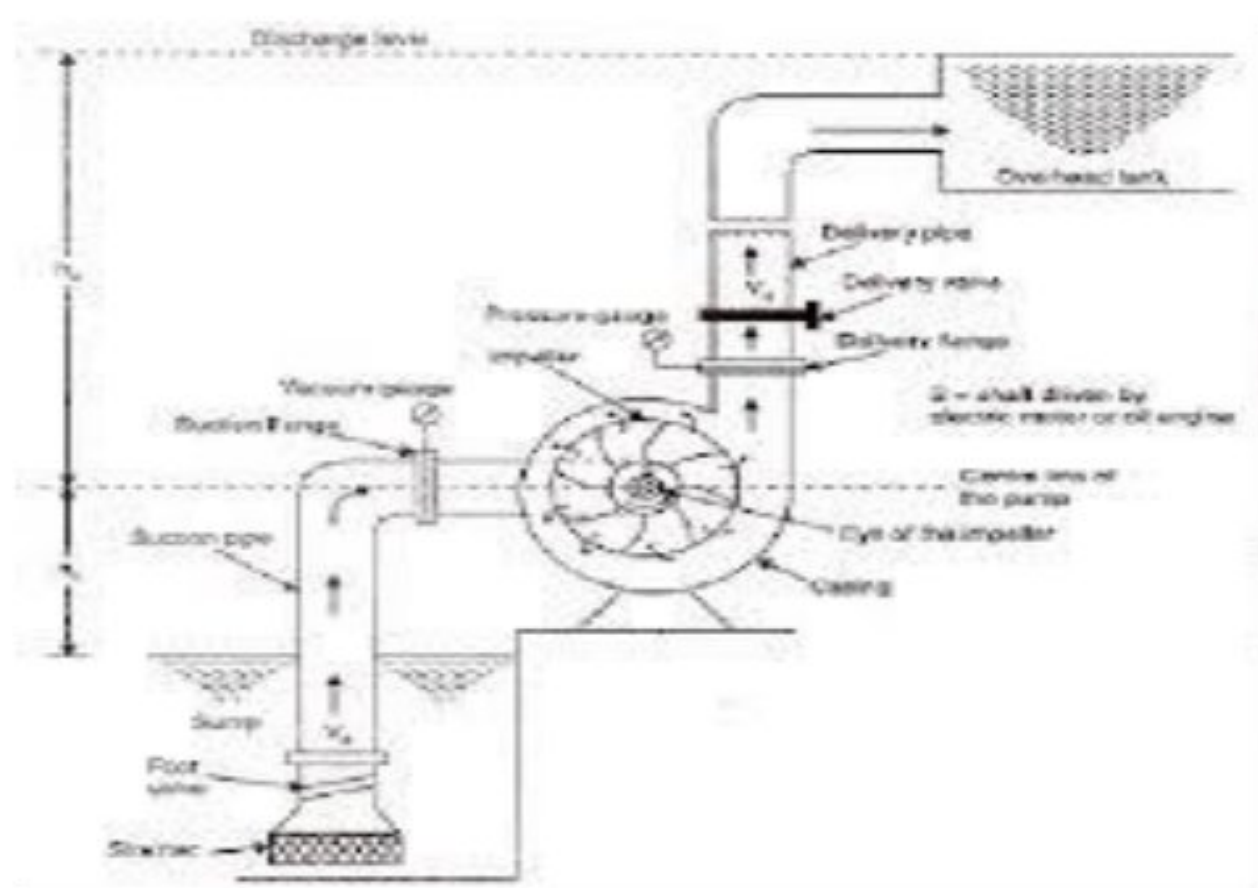 Discharge level
Overhead tank
Delivery pipe
Delivery valve
Pressure gauge
Delivery flange
Impeller
Vacuum gauge
Suction flange
S – shaft driven by
electric motor or oil engine
Centre line of
the pump
Suction pipe
Eye of the impeller
Casing
Sump
Foot
Strainer